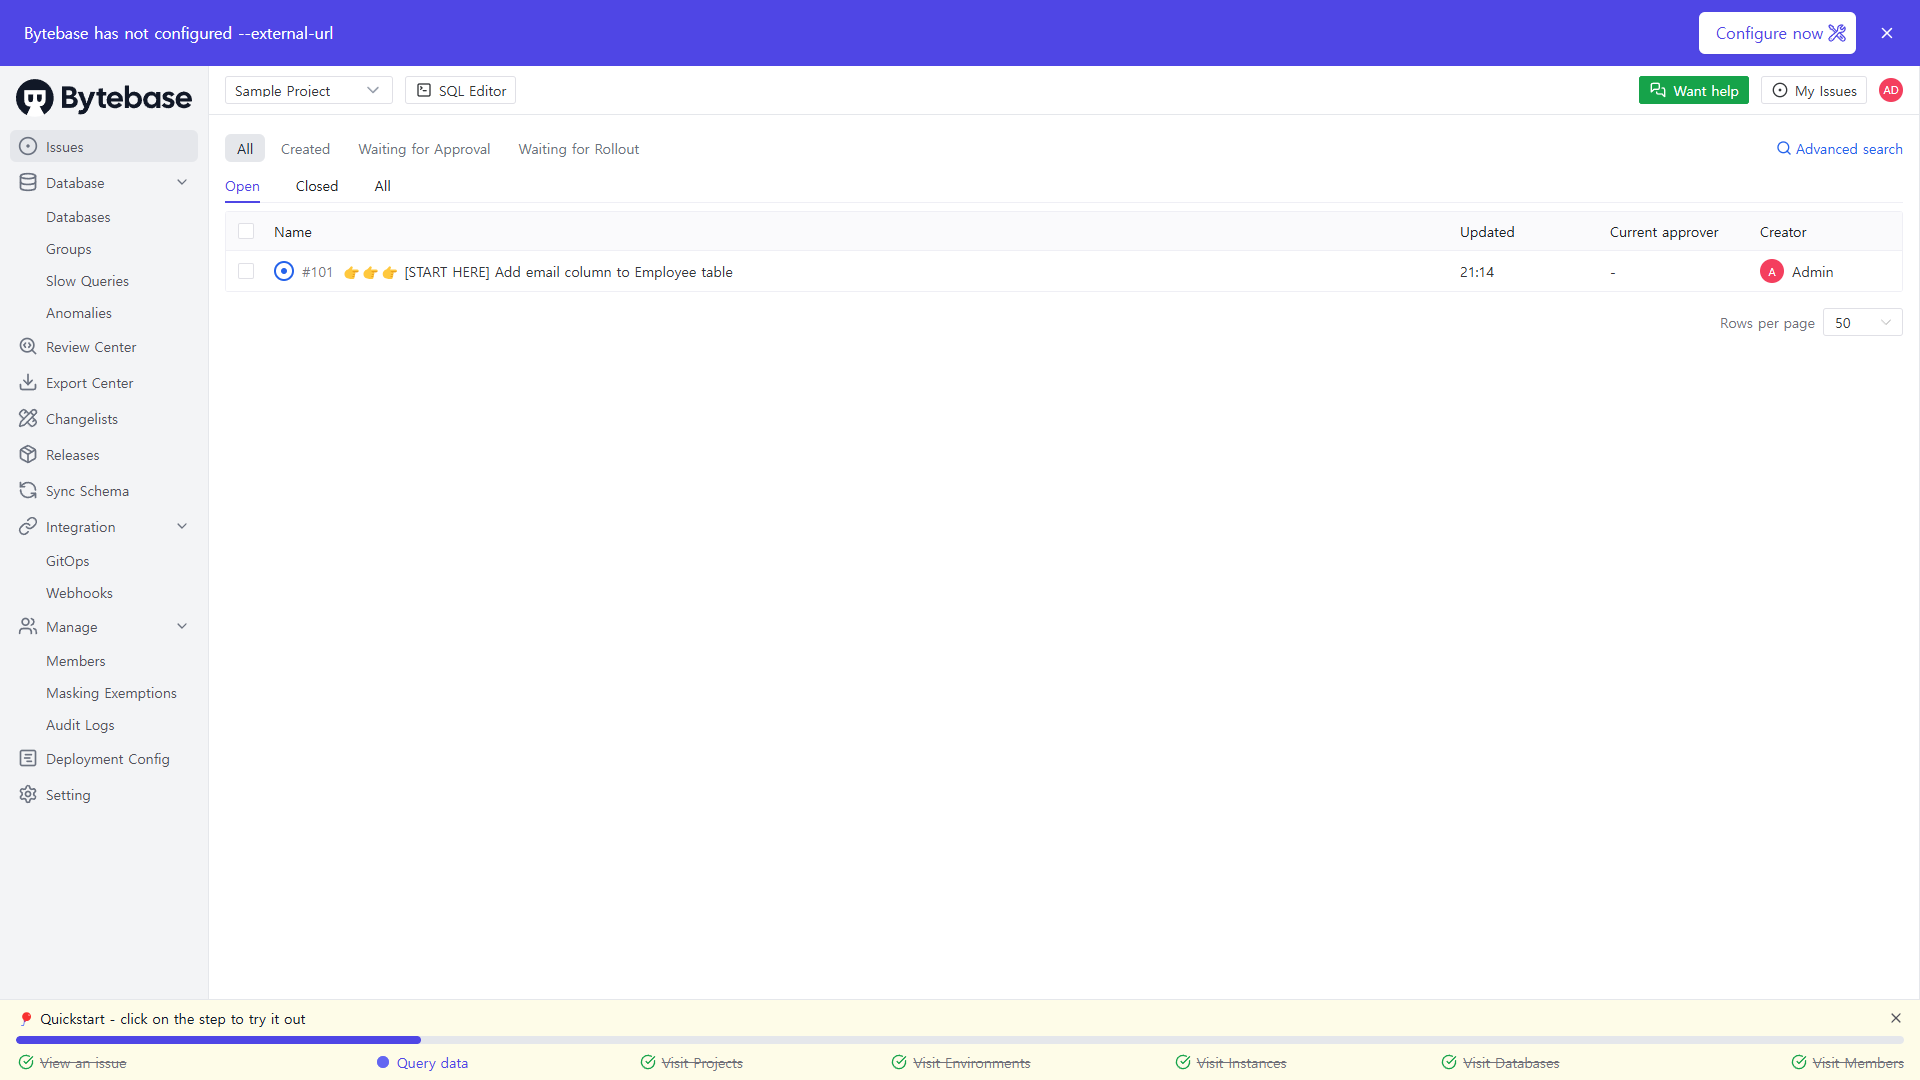 Bytebase has not configured --external-url
Configure now
Bytebase
Sample Project
SQL Editor
Want help
My Issues
AD
Issues
Database
Databases
Groups
Slow Queries
Anomalies
Review Center
Export Center
Changelists
Releases
Sync Schema
Integration
GitOps
Webhooks
Manage
Members
Masking Exemptions
Audit Logs
Deployment Config
Setting
All
Created
Waiting for Approval
Waiting for Rollout
Advanced search
Open
Closed
All
Name
Updated
Current approver
Creator
#101 👉👉👉 [START HERE] Add email column to Employee table
21:14
-
A
Admin
Rows per page
50
Quickstart - click on the step to try it out
View an issue
Query data
Visit Projects
Visit Environments
Visit Instances
Visit Databases
Visit Members